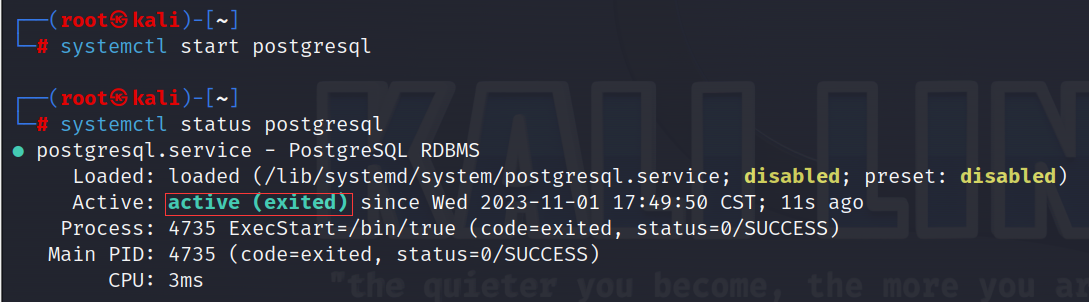 ┌──(root㉿kali)-[~]
└─# systemctl start postgresql
┌──(root㉿kali)-[~]
└─# systemctl status postgresql
● postgresql.service - PostgreSQL RDBMS
Loaded: loaded (/lib/systemd/system/postgresql.service; disabled; preset: disabled)
Active: active (exited) since Wed 2023-11-01 17:49:50 CST; 11s ago
Process: 4735 ExecStart=/bin/true (code=exited, status=0/SUCCESS)
Main PID: 4735 (code=exited, status=0/SUCCESS)
CPU: 3ms
KALI LIN
"the quieter you become, the more you a